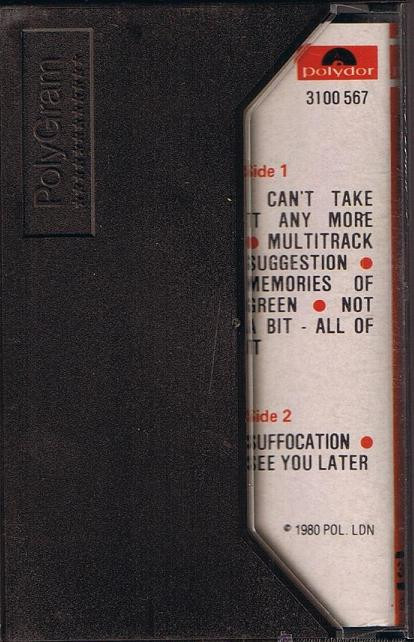 PolyGram
polydor
3100 567
Side 1
CAN'T TAKE
IT ANY MORE
● MULTITRACK
SUGGESTION ●
MEMORIES OF
GREEN ● NOT
A BIT - ALL OF
IT
Side 2
SUFFOCATION ●
SEE YOU LATER
℗ 1980 POL. LDN